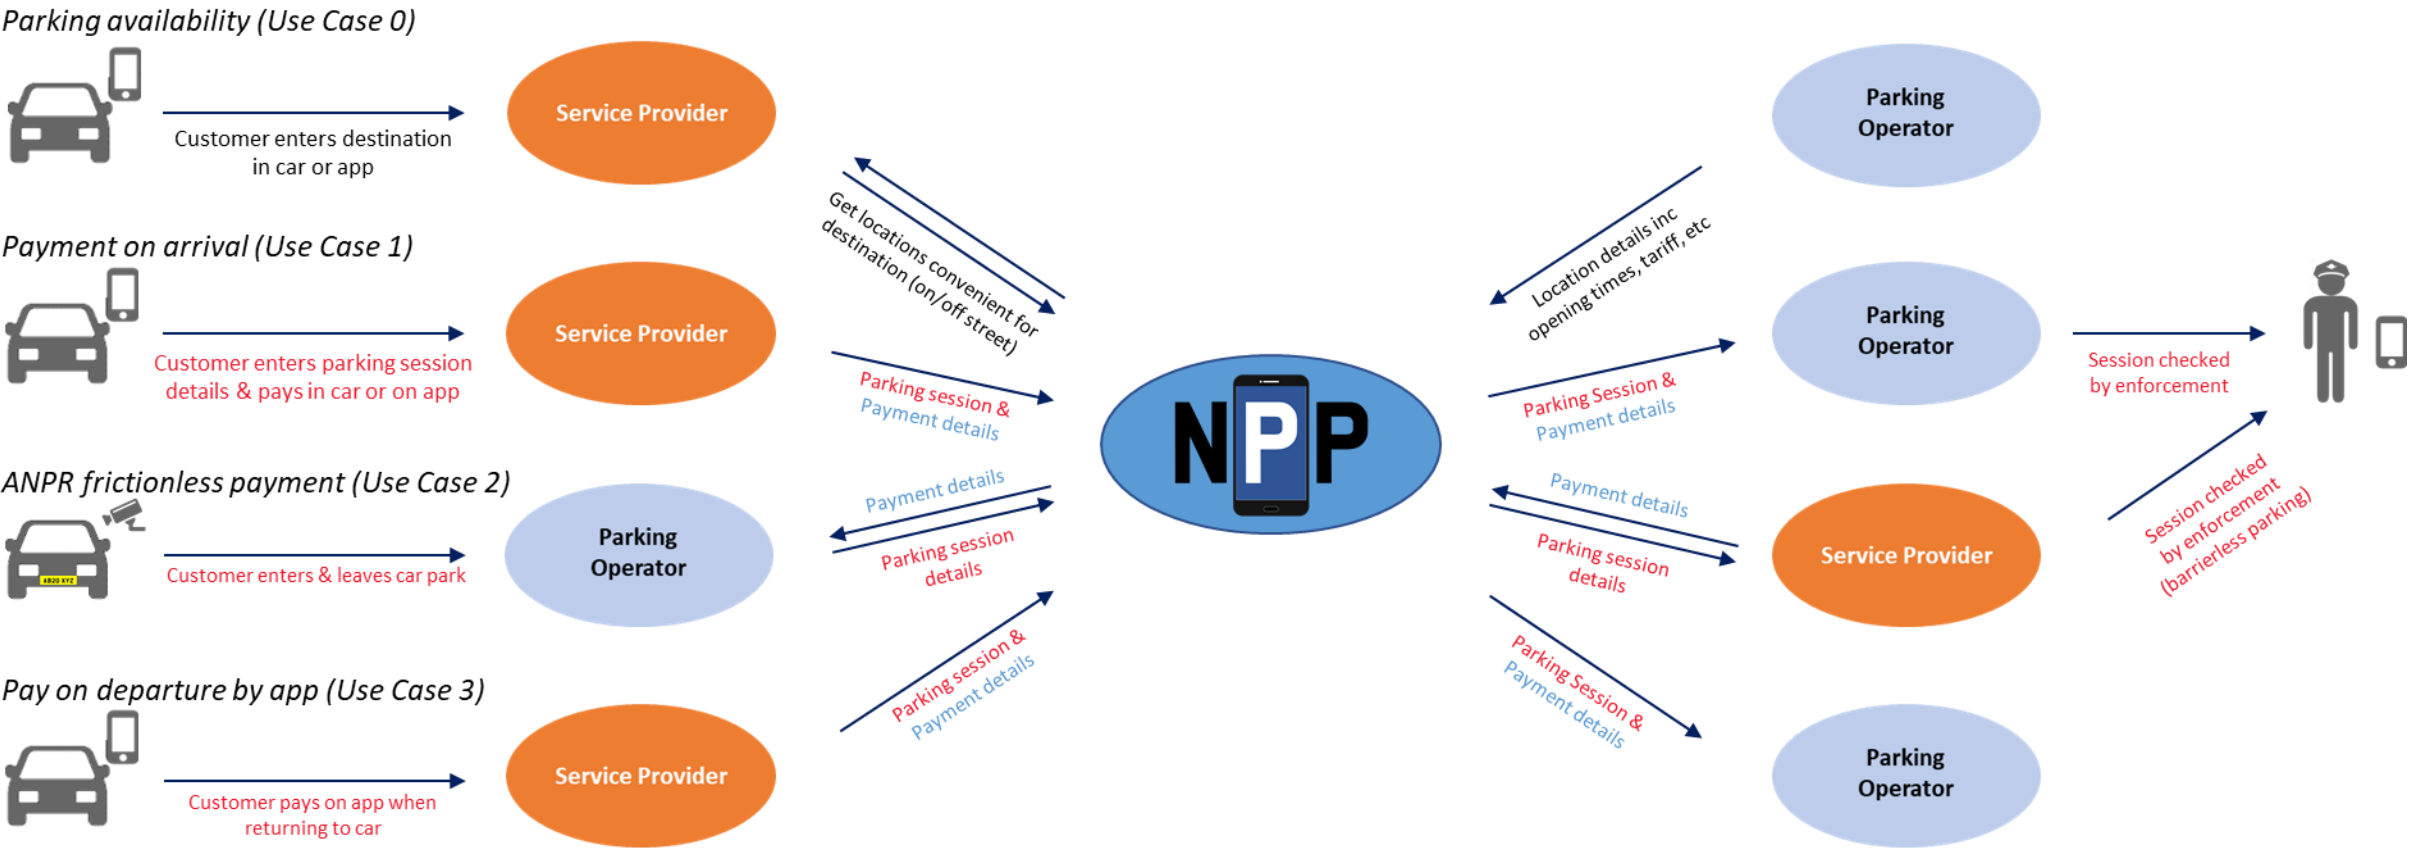 Parking availability (Use Case 0)
Customer enters destination
in car or app
Service Provider
Get locations convenient for
destination (on/off street)
Location details inc
opening times, tariff, etc
Parking
Operator
Payment on arrival (Use Case 1)
Customer enters parking session
details & pays in car or on app
Service Provider
Parking session &
Payment details
NPP
Parking Session &
Payment details
Parking
Operator
Session checked
by enforcement
ANPR frictionless payment (Use Case 2)
AB20 XYZ
Customer enters & leaves car park
Parking
Operator
Payment details
Parking session
details
Payment details
Parking session
details
Service Provider
Session checked
by enforcement
(barrierless parking)
Pay on departure by app (Use Case 3)
Customer pays on app when
returning to car
Service Provider
Parking session &
Payment details
Parking Session &
Payment details
Parking
Operator